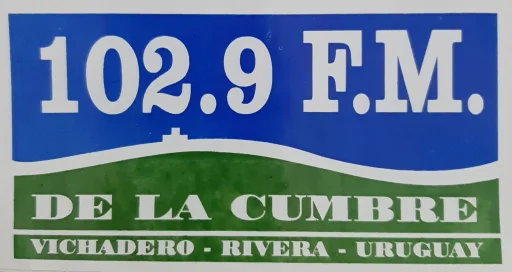 102.9 F.M.
DE LA CUMBRE
VICHADERO - RIVERA - URUGUAY